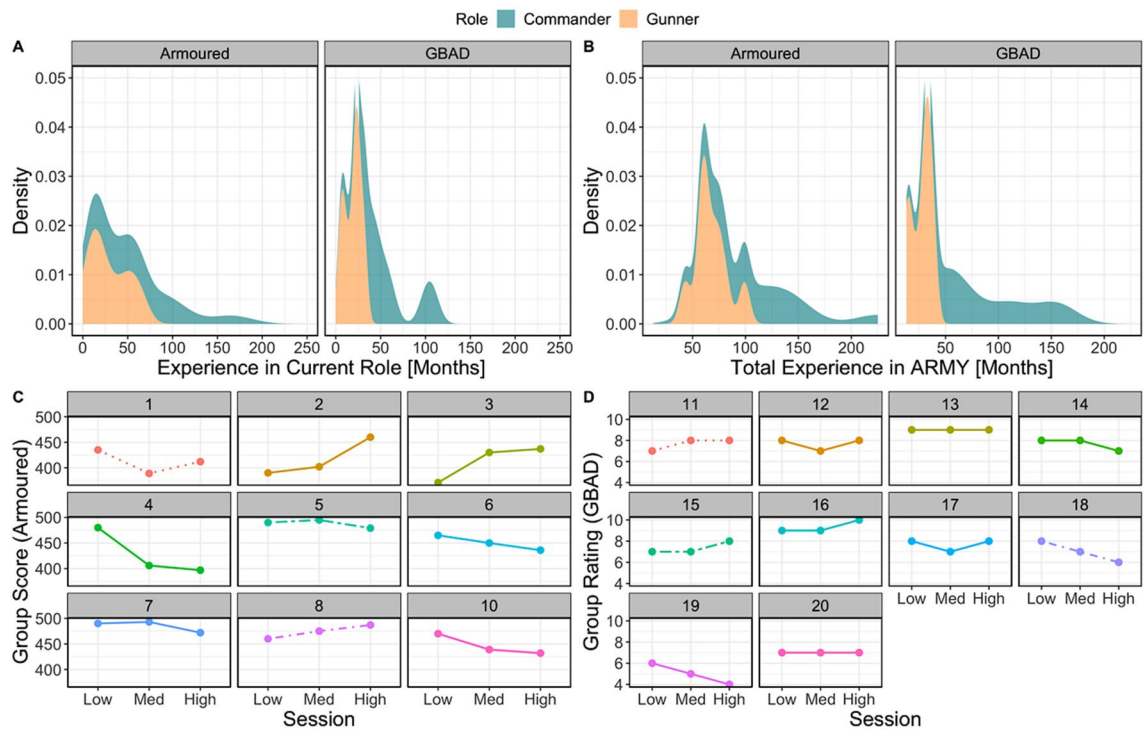 Role Commander Gunner
A Armoured GBAD
B Armoured GBAD
Density
0.05
0.04
0.03
0.02
0.01
0.00
0 50 100 150 200 250 0 50 100 150 200 250
Experience in Current Role [Months]
Density
0.05
0.04
0.03
0.02
0.01
0.00
50 100 150 200 50 100 150 200
Total Experience in ARMY [Months]
C
Group Score (Armoured)
1 2 3
500
450
400
4 5 6
500
450
400
7 8 10
500
450
400
Low Med High Low Med High Low Med High
Session
D
Group Rating (GBAD)
11 12 13 14
10
8
6
4
15 16 17 18
10
8
6
4
Low Med High Low Med High
19 20
10
8
6
4
Low Med High Low Med High
Session